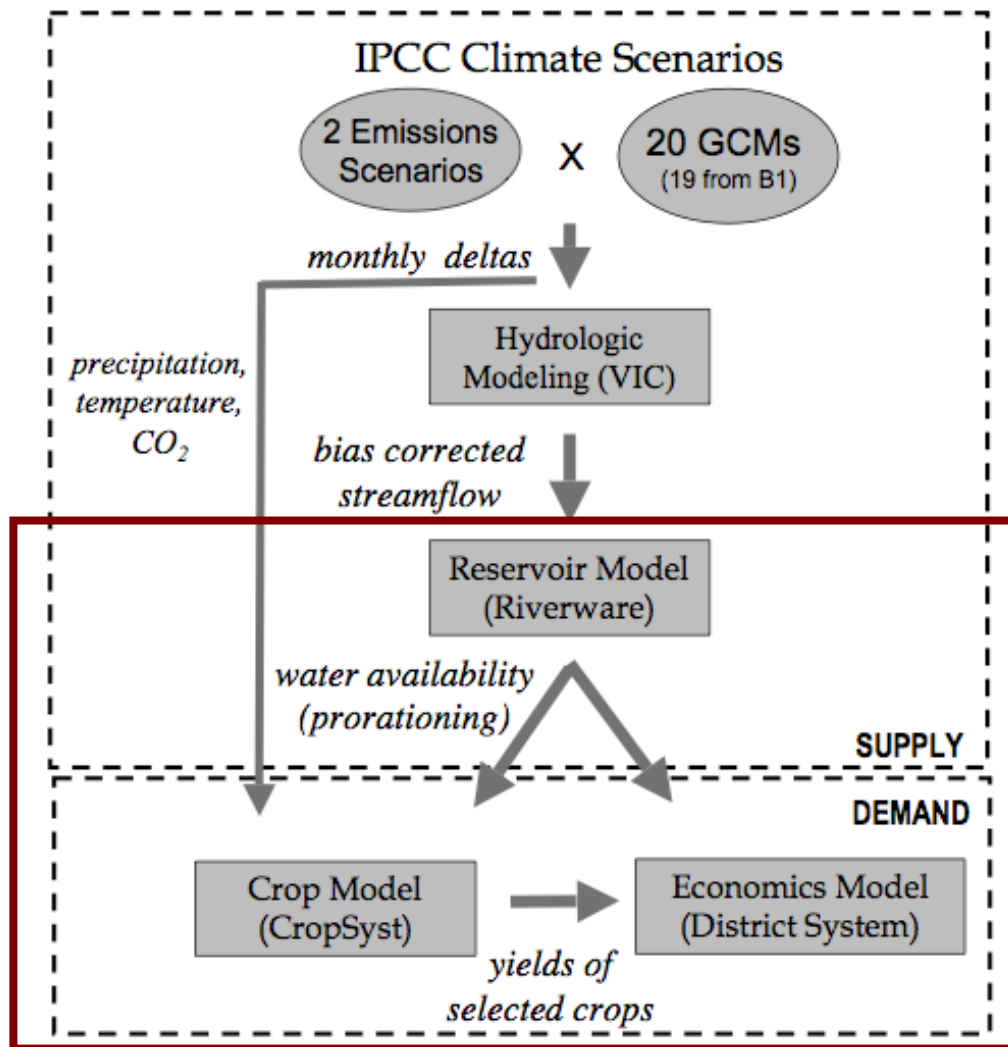 IPCC Climate Scenarios
2 Emissions
Scenarios
x
20 GCMs
(19 from B1)
monthly deltas
precipitation,
temperature,
CO₂
Hydrologic
Modeling (VIC)
bias corrected
streamflow
Reservoir Model
(Riverware)
water availability
(prorationing)
SUPPLY
DEMAND
Crop Model
(CropSyst)
Economics Model
(District System)
yields of
selected crops